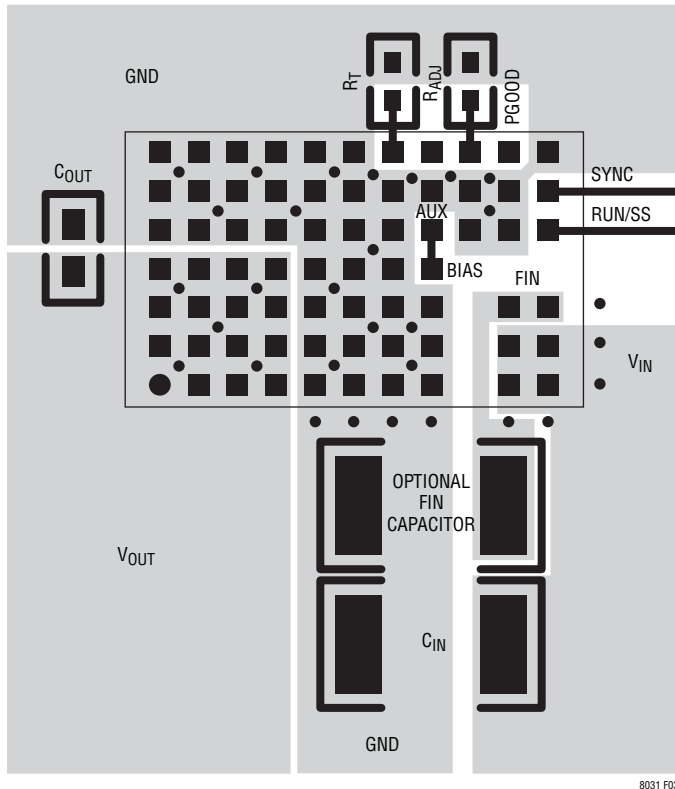 GND
RT
RADJ
PGOOD
COUT
SYNC
AUX
RUN/SS
BIAS
FIN
VIN
OPTIONAL
FIN
CAPACITOR
VOUT
CIN
GND
8031 F03